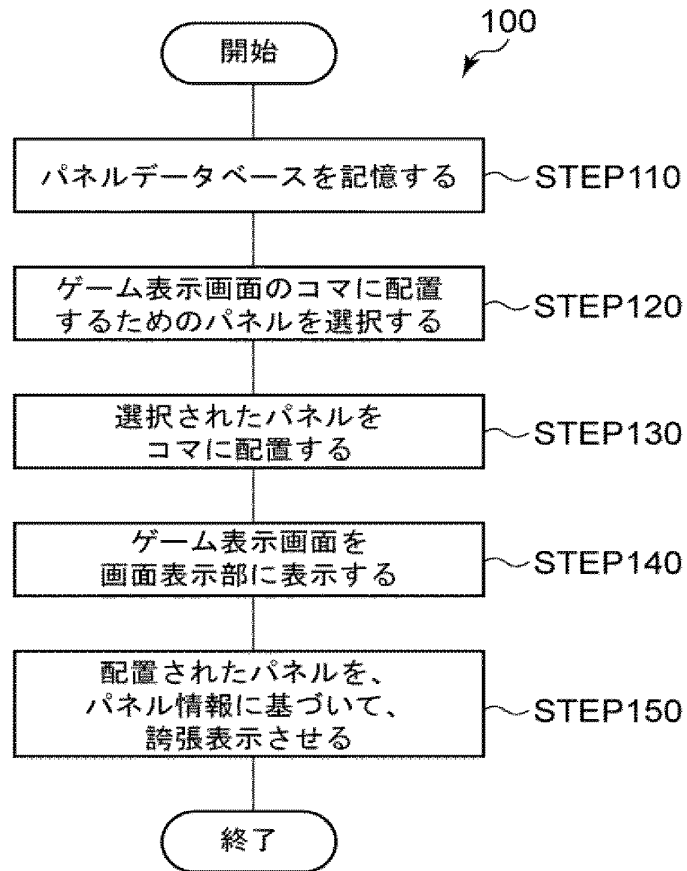 100
開始
パネルデータベースを記憶する
STEP110
ゲーム表示画面のコマに配置
するためのパネルを選択する
STEP120
選択されたパネルを
コマに配置する
STEP130
ゲーム表示画面を
画面表示部に表示する
STEP140
配置されたパネルを、
パネル情報に基づいて、
誇張表示させる
STEP150
終了